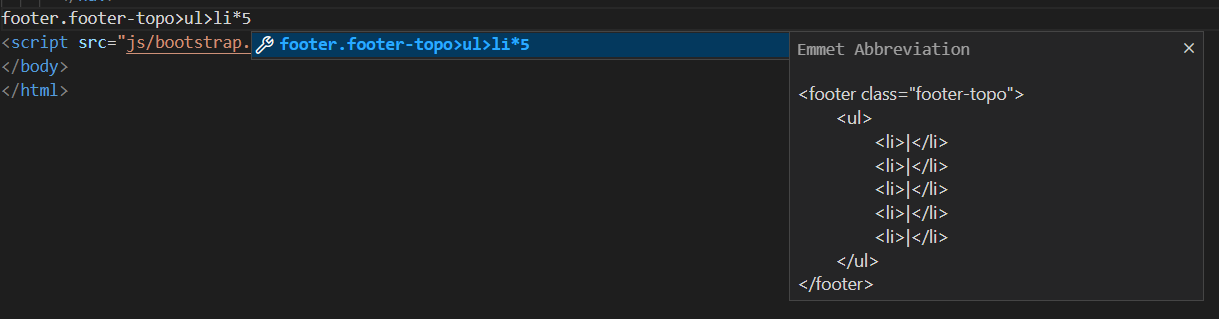 footer.footer-topo>ul>li*5
<script src="js/bootstrap.
footer.footer-topo>ul>li*5
</body>
</html>
Emmet Abbreviation
<footer class="footer-topo">
<ul>
<li>|</li>
<li>|</li>
<li>|</li>
<li>|</li>
<li>|</li>
</ul>
</footer>